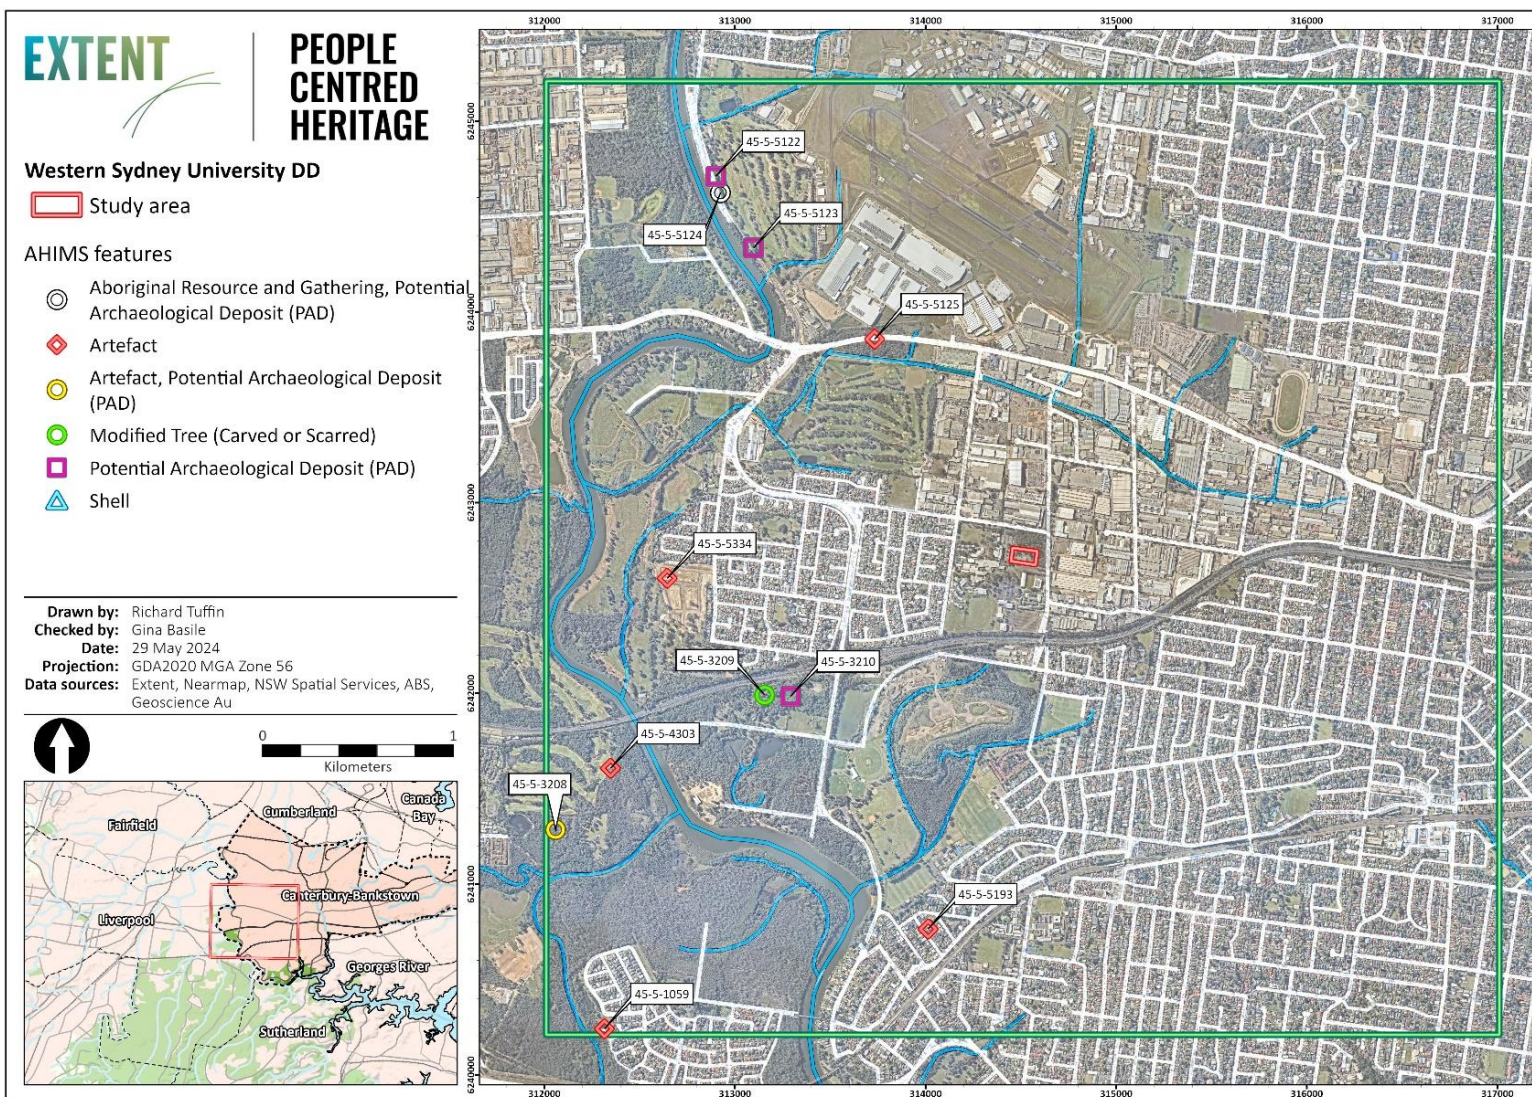 EXTENT
PEOPLE
CENTRED
HERITAGE
Western Sydney University DD
Study area
AHIMS features
Aboriginal Resource and Gathering, Potential
Archaeological Deposit (PAD)
Artefact
Artefact, Potential Archaeological Deposit
(PAD)
Modified Tree (Carved or Scarred)
Potential Archaeological Deposit (PAD)
Shell
Drawn by: Richard Tuffin
Checked by: Gina Basile
Date: 29 May 2024
Projection: GDA2020 MGA Zone 56
Data sources: Extent, Nearmap, NSW Spatial Services, ABS,
Geoscience Au
0 1
Kilometers
Fairfield
Cumberland
Canada
Bay
Canterbury-Bankstown
Liverpool
Georges River
Sutherland
312000 313000 314000 315000 316000 317000
6245000
6244000
6243000
6242000
6241000
6240000
45-5-5122
45-5-5123
45-5-5124
45-5-5125
45-5-5334
45-5-3209
45-5-3210
45-5-4303
45-5-3208
45-5-5193
45-5-1059
312000 313000 314000 315000 316000 317000